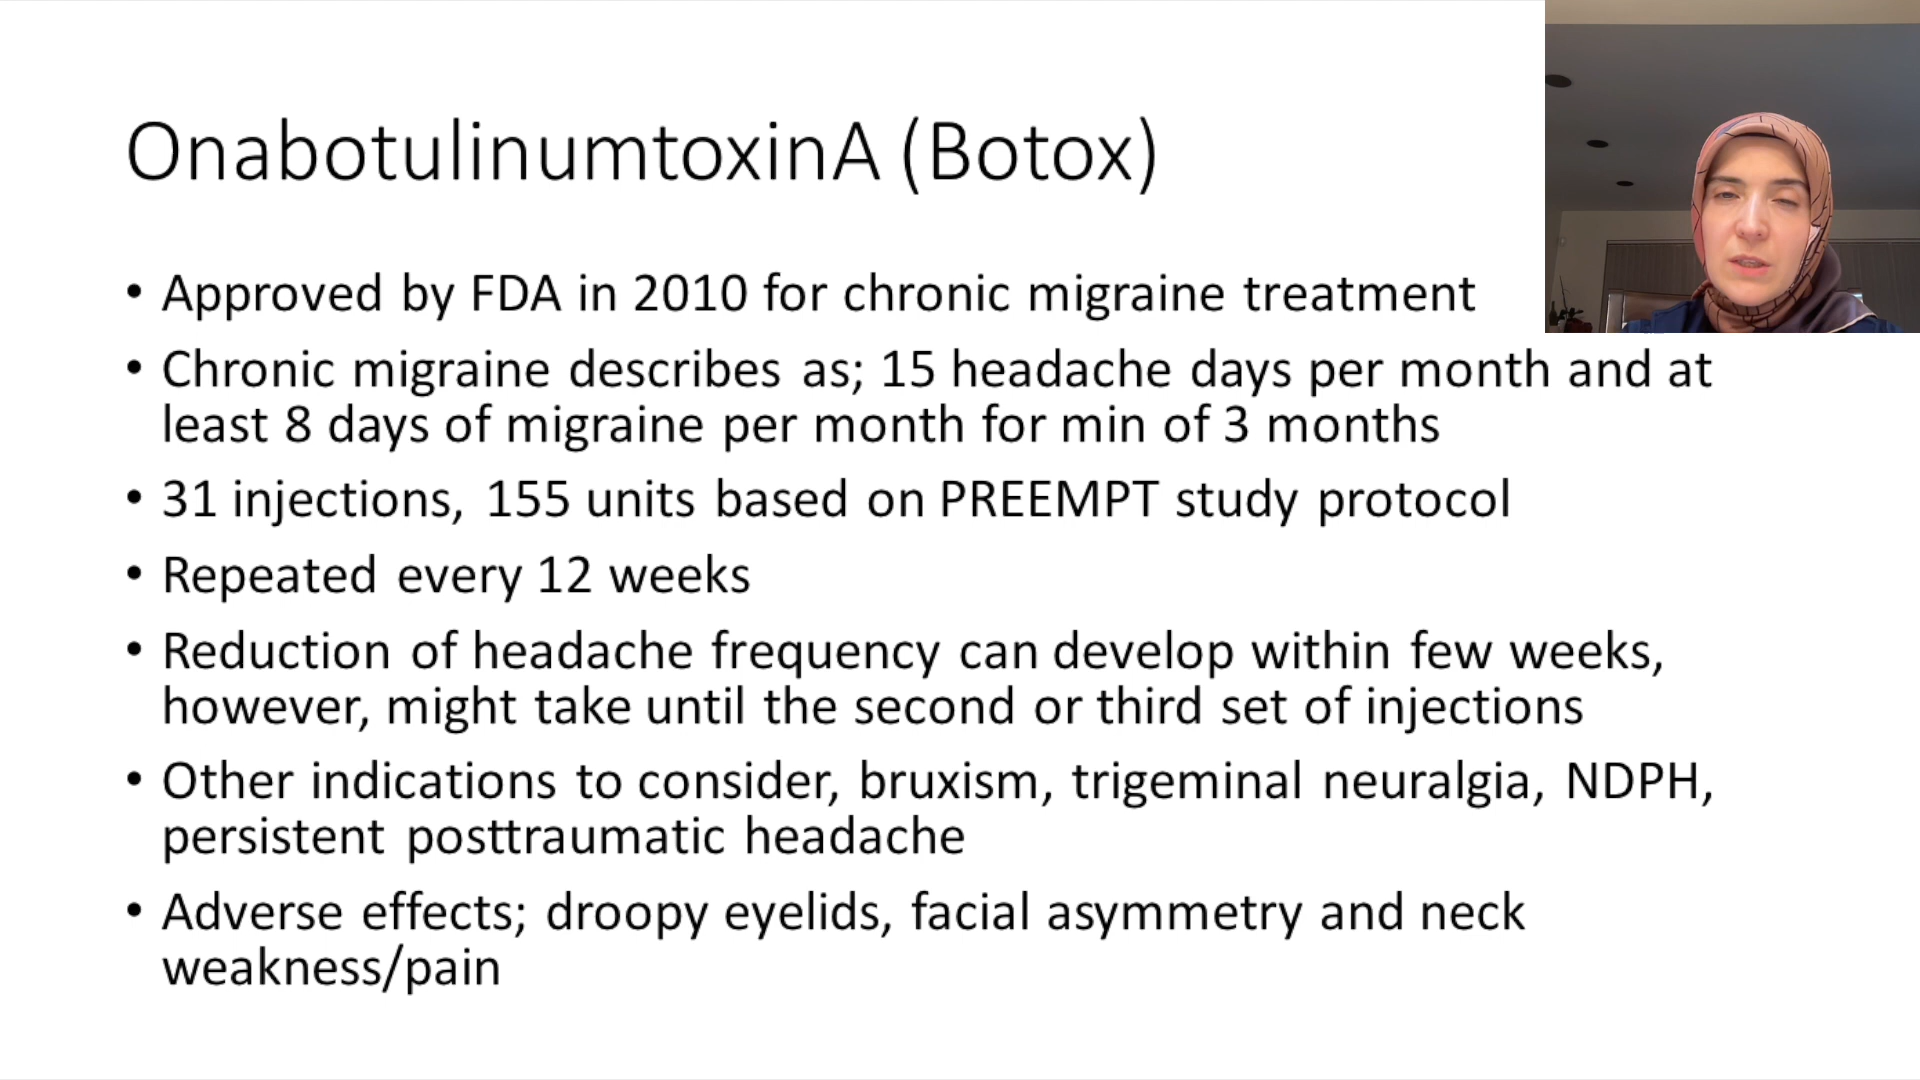 OnabotulinumtoxinA (Botox)
• Approved by FDA in 2010 for chronic migraine treatment
• Chronic migraine describes as; 15 headache days per month and at
least 8 days of migraine per month for min of 3 months
• 31 injections, 155 units based on PREEMPT study protocol
• Repeated every 12 weeks
• Reduction of headache frequency can develop within few weeks,
however, might take until the second or third set of injections
• Other indications to consider, bruxism, trigeminal neuralgia, NDPH,
persistent posttraumatic headache
• Adverse effects; droopy eyelids, facial asymmetry and neck
weakness/pain